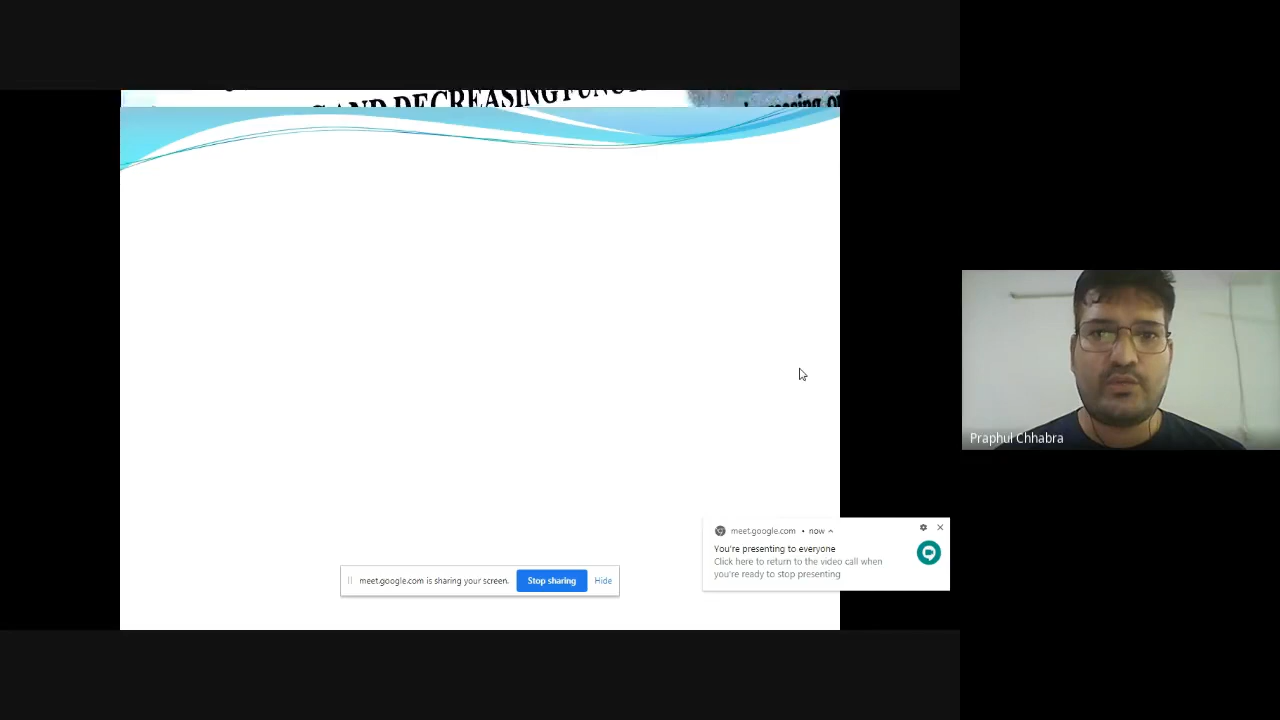 AND DECREASING
meet.google.com • now
You're presenting to everyone
Click here to return to the video call when
you're ready to stop presenting
meet.google.com is sharing your screen.
Stop sharing
Hide
Praphul Chhabra